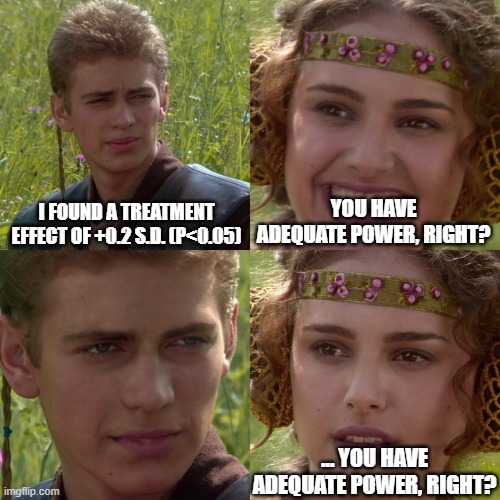 I FOUND A TREATMENT
EFFECT OF +0.2 S.D. (P<0.05)
YOU HAVE
ADEQUATE POWER, RIGHT?
... YOU HAVE
ADEQUATE POWER, RIGHT?
imgflip.com